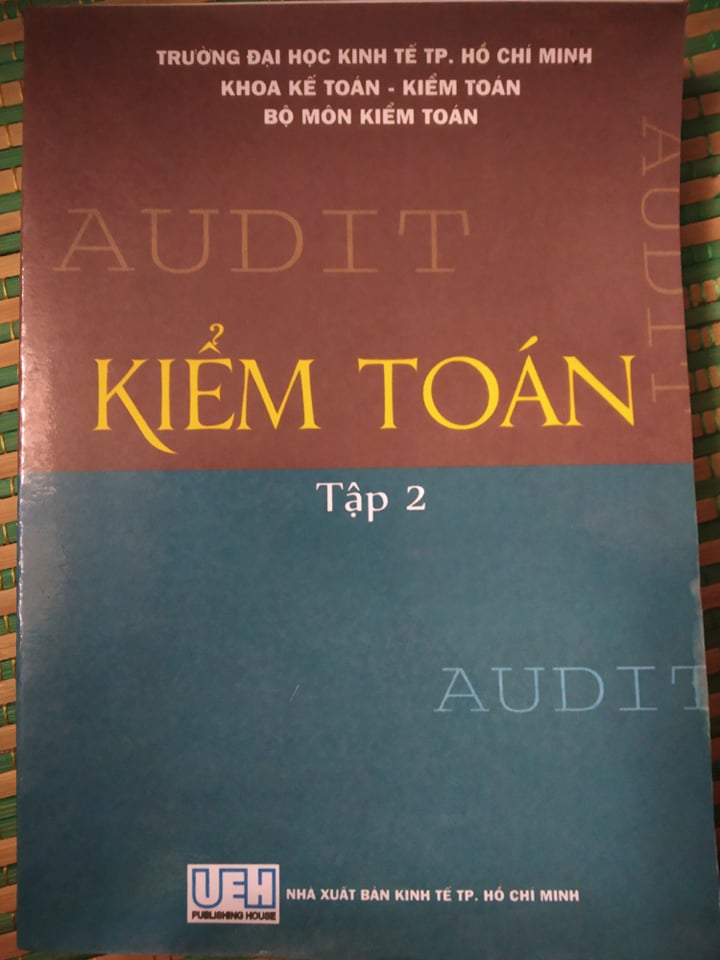 TRƯỜNG ĐẠI HỌC KINH TẾ TP. HỒ CHÍ MINH
KHOA KẾ TOÁN - KIỂM TOÁN
BỘ MÔN KIỂM TOÁN
AUDIT
AUDIT
KIỂM TOÁN
Tập 2
AUDIT
UEH
PUBLISHING HOUSE
NHÀ XUẤT BẢN KINH TẾ TP. HỒ CHÍ MINH